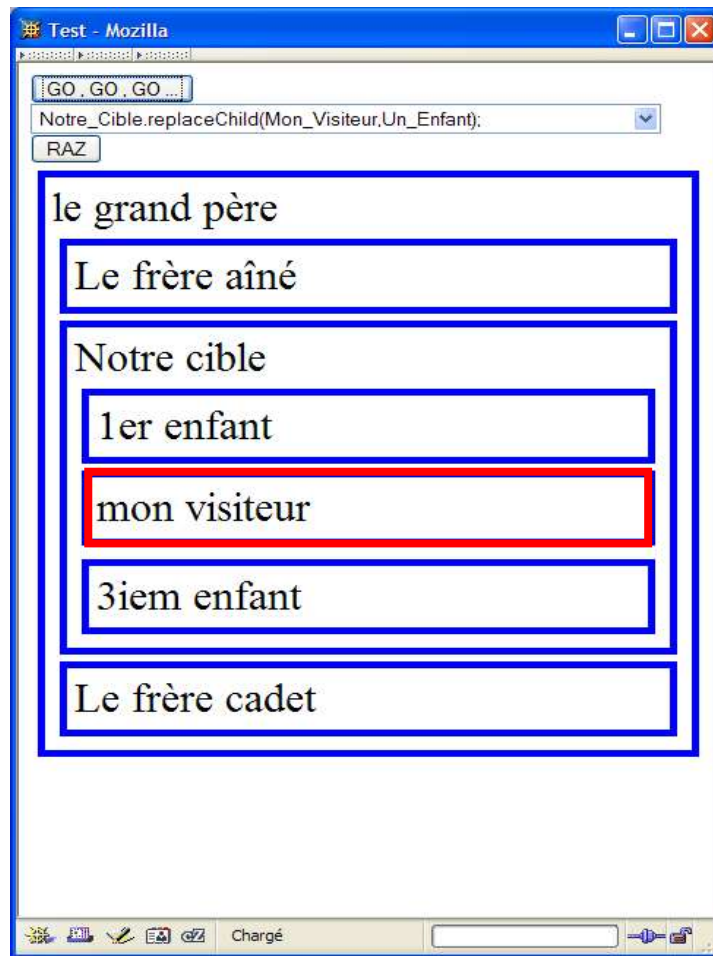 Test - Mozilla
GO , GO , GO ...
Notre_Cible.replaceChild(Mon_Visiteur,Un_Enfant);
RAZ
le grand père
Le frère aîné
Notre cible
1er enfant
mon visiteur
3iem enfant
Le frère cadet
Chargé